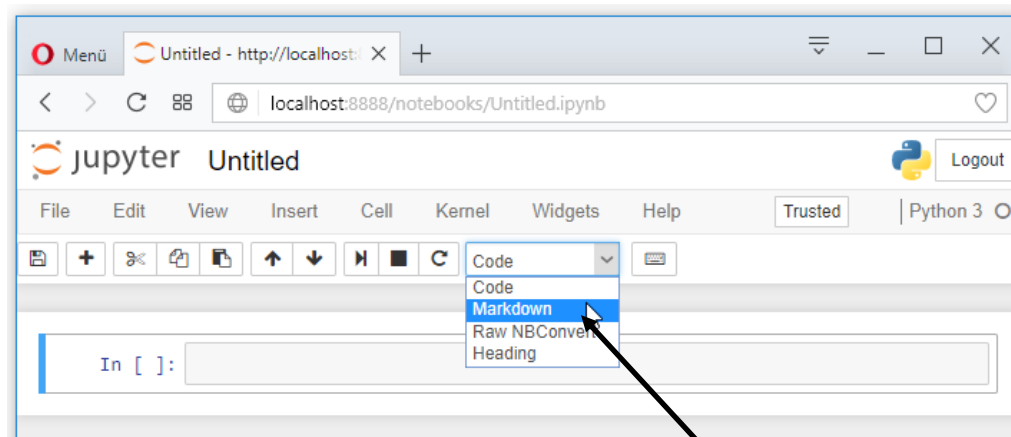 Menü Untitled - http://localhost:
localhost:8888/notebooks/Untitled.ipynb
jupyter Untitled Logout
File Edit View Insert Cell Kernel Widgets Help Trusted Python 3
Code
Code
Markdown
Raw NBConvert
Heading
In [ ]: